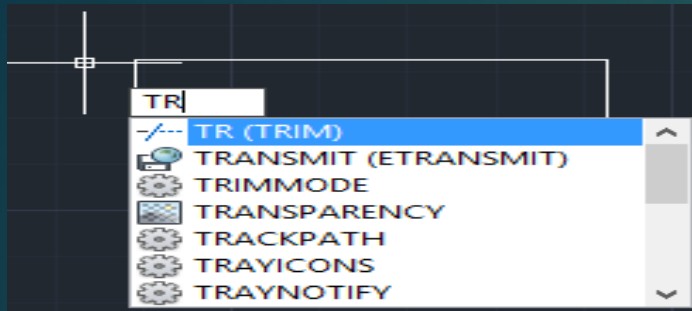 TR
TR (TRIM)
TRANSMIT (ETRANSMIT)
TRIMMODE
TRANSPARENCY
TRACKPATH
TRAYICONS
TRAYNOTIFY